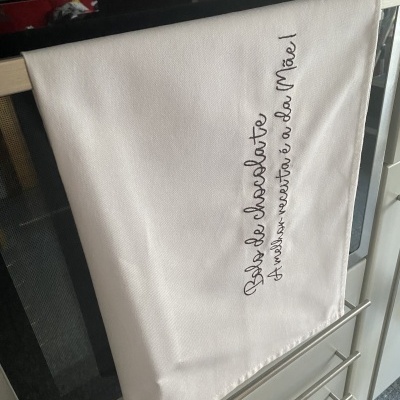 Bolo de chocolate
A melhor receita é a da Mãe!